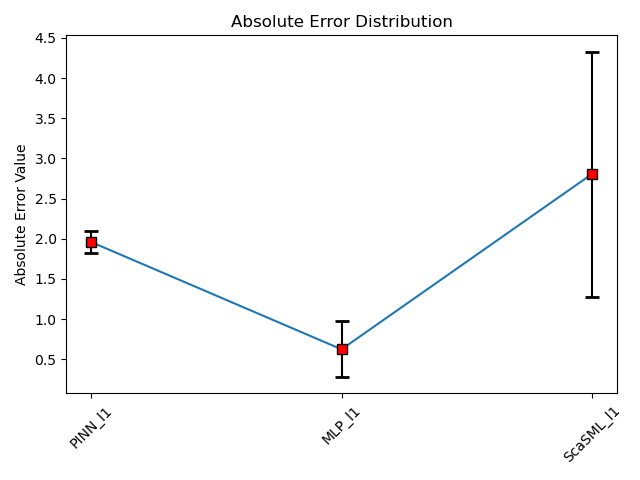 Absolute Error Distribution
Absolute Error Value
4.5
4.0
3.5
3.0
2.5
2.0
1.5
1.0
0.5
PINN_l1
MLP_l1
ScaSML_l1